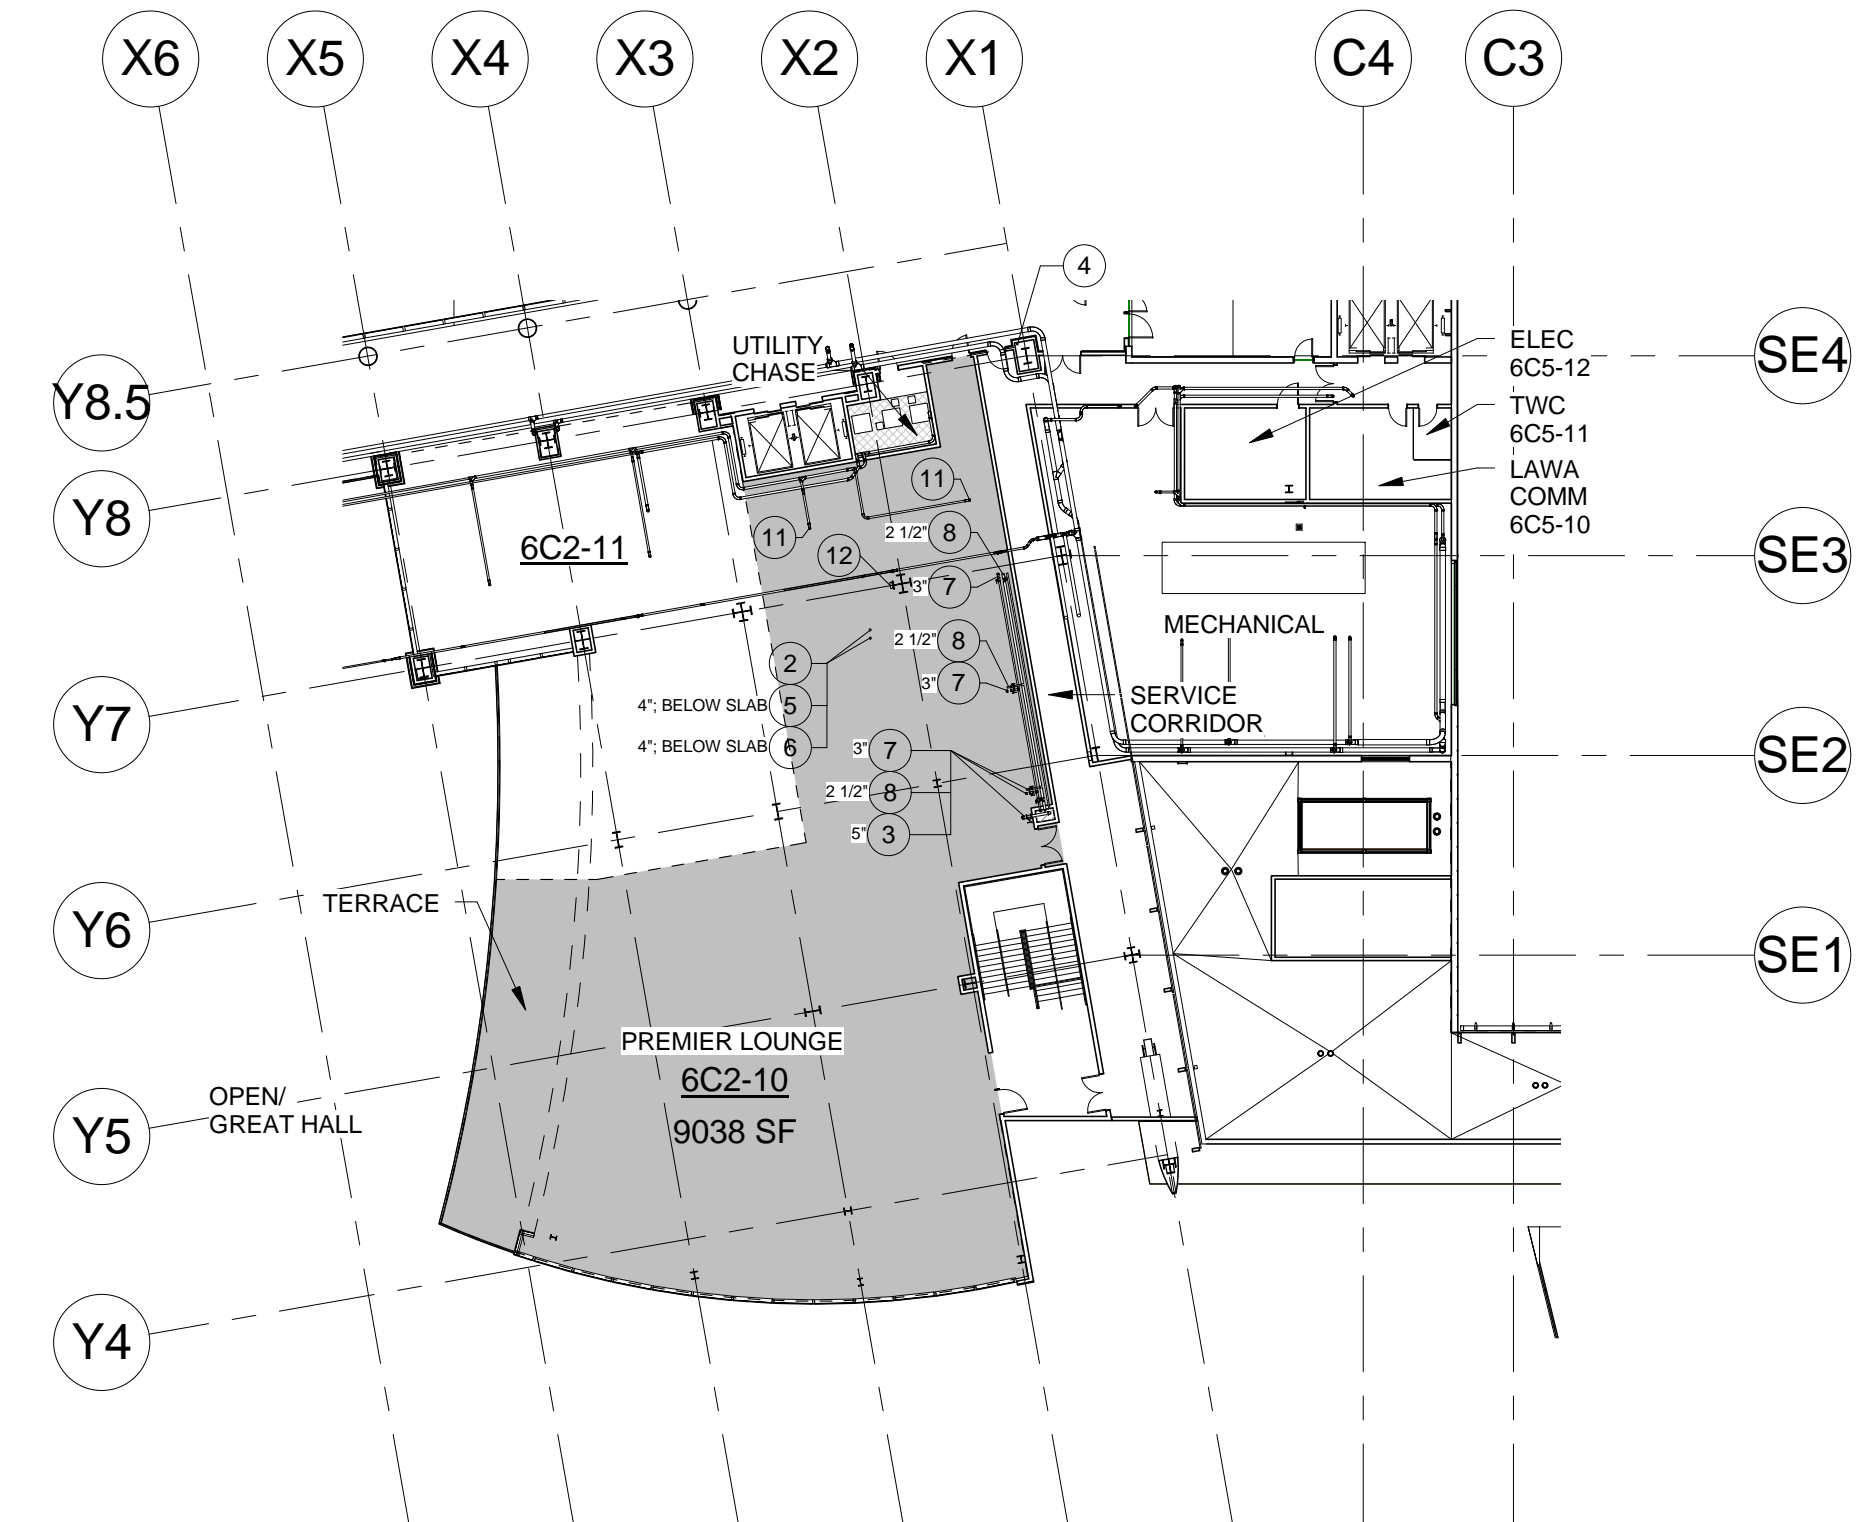 X6
X5
X4
X3
X2
X1
C4
C3
4
UTILITY
CHASE
ELEC
6C5-12
SE4
Y8.5
TWC
6C5-11
LAWA
COMM
6C5-10
Y8
11
11
2 1/2" 8
6C2-11
12
SE3
3" 7
MECHANICAL
2 1/2" 8
2
3" 7
SERVICE
CORRIDOR
4"; BELOW SLAB 5
Y7
4"; BELOW SLAB 6
3" 7
SE2
2 1/2" 8
5" 3
TERRACE
Y6
SE1
PREMIER LOUNGE
6C2-10
9038 SF
OPEN/
GREAT HALL
Y5
Y4